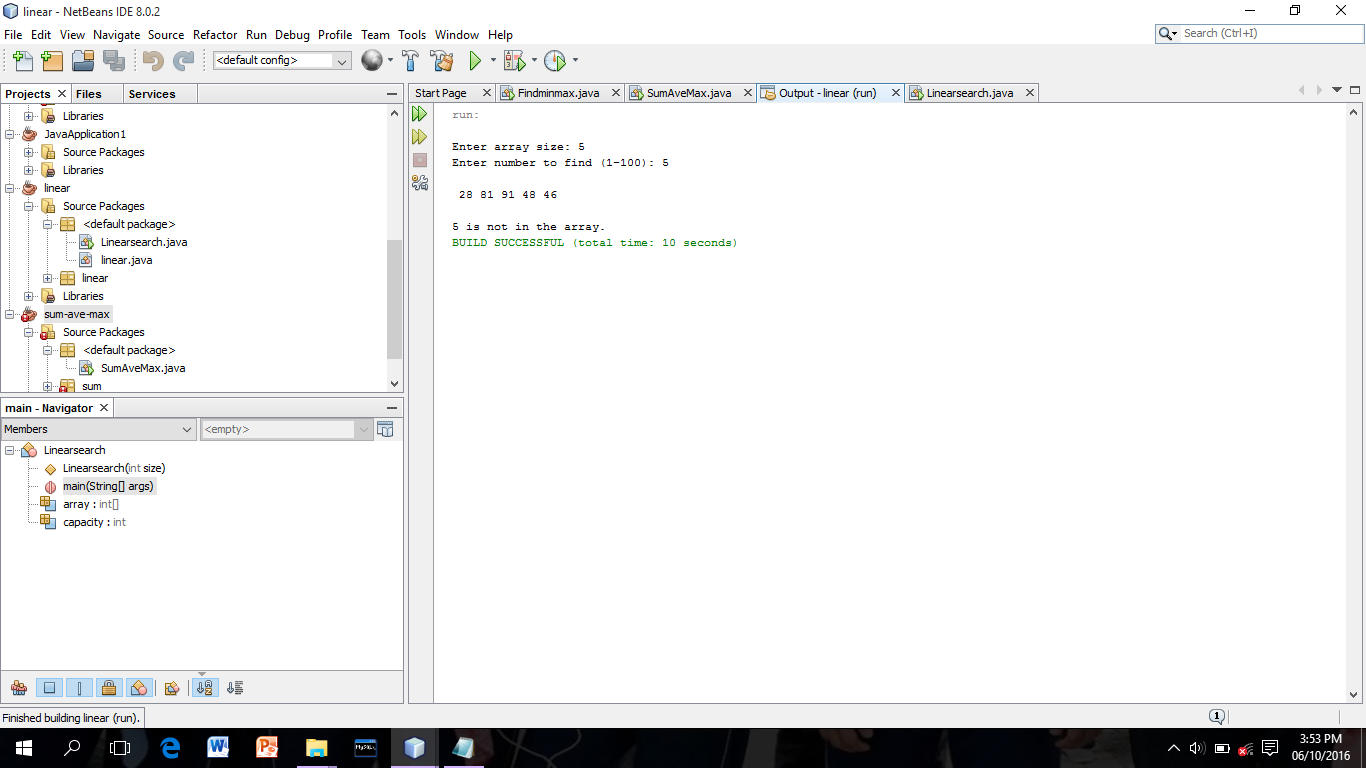 linear - NetBeans IDE 8.0.2
File Edit View Navigate Source Refactor Run Debug Profile Team Tools Window Help
Search (Ctrl+I)
<default config>
Projects Files Services
Libraries
JavaApplication1
Source Packages
Libraries
linear
Source Packages
<default package>
Linearsearch.java
linear.java
linear
Libraries
sum-ave-max
Source Packages
<default package>
SumAveMax.java
sum
main - Navigator
Members <empty>
Linearsearch
Linearsearch(int size)
main(String[] args)
array : int[]
capacity : int
Start Page Findminmax.java SumAveMax.java Output - linear (run) Linearsearch.java
run:
Enter array size: 5
Enter number to find (1-100): 5
28 81 91 48 46
5 is not in the array.
BUILD SUCCESSFUL (total time: 10 seconds)
Finished building linear (run).
1
MySQL
3:53 PM
06/10/2016